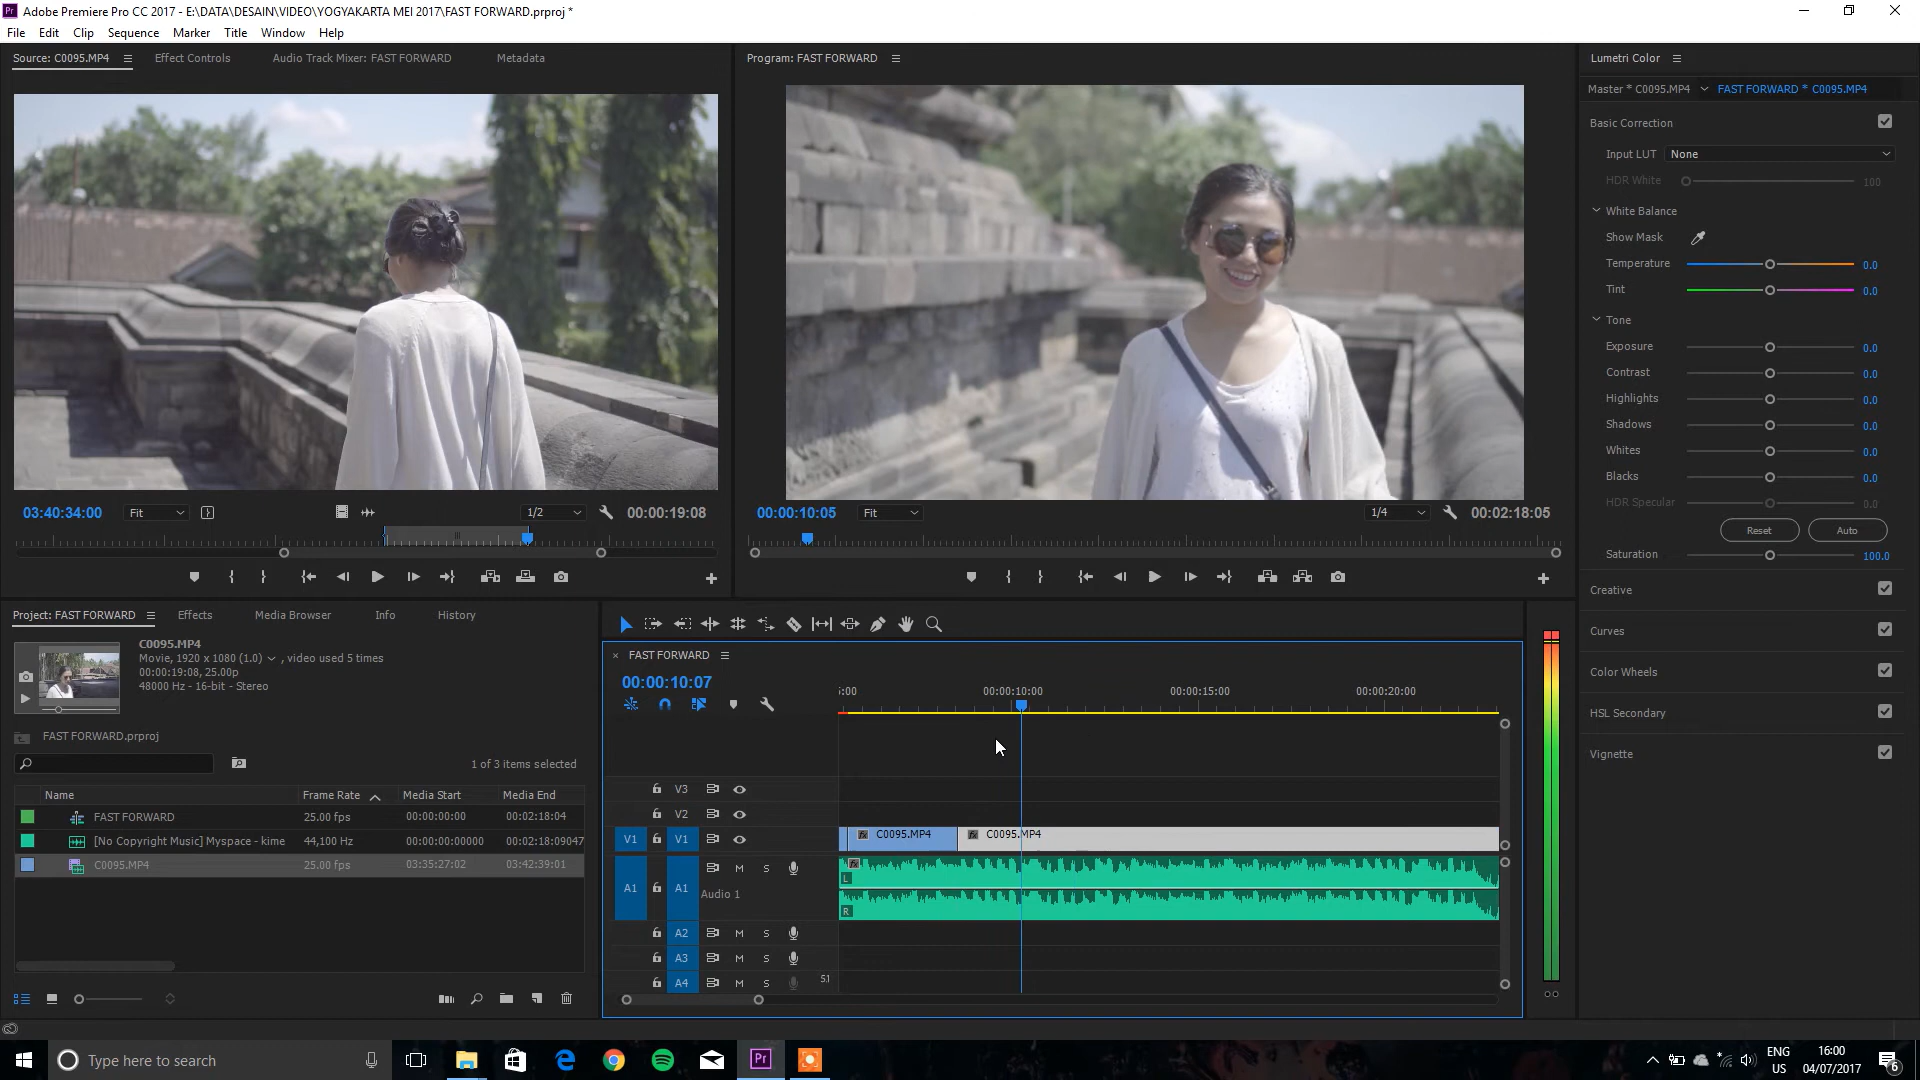 Pr Adobe Premiere Pro CC 2017 - E:\DATA\DESAIN\VIDEO\YOGYAKARTA MEI 2017\FAST FORWARD.prproj *
File Edit Clip Sequence Marker Title Window Help
Source: C0095.MP4 Effect Controls Audio Track Mixer: FAST FORWARD Metadata
Program: FAST FORWARD
Lumetri Color
Master * C0095.MP4 FAST FORWARD * C0095.MP4
Basic Correction
Input LUT None
HDR White 100
White Balance
Show Mask
Temperature 0.0
Tint 0.0
Tone
Exposure 0.0
Contrast 0.0
Highlights 0.0
Shadows 0.0
Whites 0.0
Blacks 0.0
HDR Specular 0.0
Reset Auto
Saturation 100.0
Creative
Curves
Color Wheels
HSL Secondary
Vignette
03:40:34:00 Fit 1/2 00:00:19:08
00:00:10:05 Fit 1/4 00:02:18:05
Project: FAST FORWARD Effects Media Browser Info History
C0095.MP4
Movie, 1920 x 1080 (1.0) , video used 5 times
00:00:19:08, 25.00p
48000 Hz - 16-bit - Stereo
FAST FORWARD.prproj
1 of 3 items selected
Name Frame Rate Media Start Media End
FAST FORWARD 25.00 fps 00:00:00:00 00:02:18:04
[No Copyright Music] Myspace - kime 44,100 Hz 00:00:00:00000 00:02:18:09047
C0095.MP4 25.00 fps 03:35:27:02 03:42:39:01
× FAST FORWARD
00:00:10:07
5:00 00:00:10:00 00:00:15:00 00:00:20:00
V3
V2
V1 V1 fx C0095.MP4 fx C0095.MP4
A1 A1 M S
Audio 1
L
R
A2 M S
A3 M S
A4 M S 5.1
Type here to search
Pr
ENG
US
16:00
04/07/2017
6